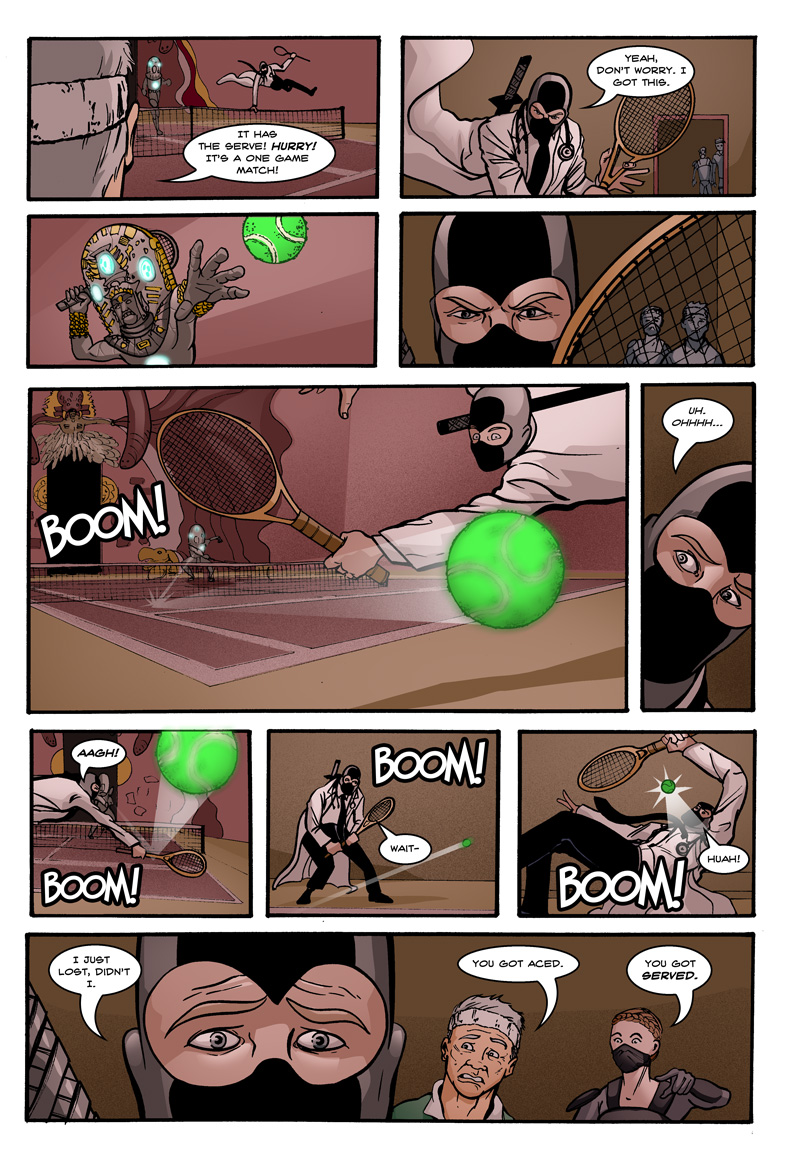 IT HAS
THE SERVE! HURRY!
IT'S A ONE GAME
MATCH!
YEAH,
DON'T WORRY. I
GOT THIS.
BOOM!
UH.
OHHHH...
AAGH!
BOOM!
BOOM!
WAIT-
HUAH!
BOOM!
I JUST
LOST, DIDN'T
I.
YOU GOT ACED.
YOU GOT
SERVED.